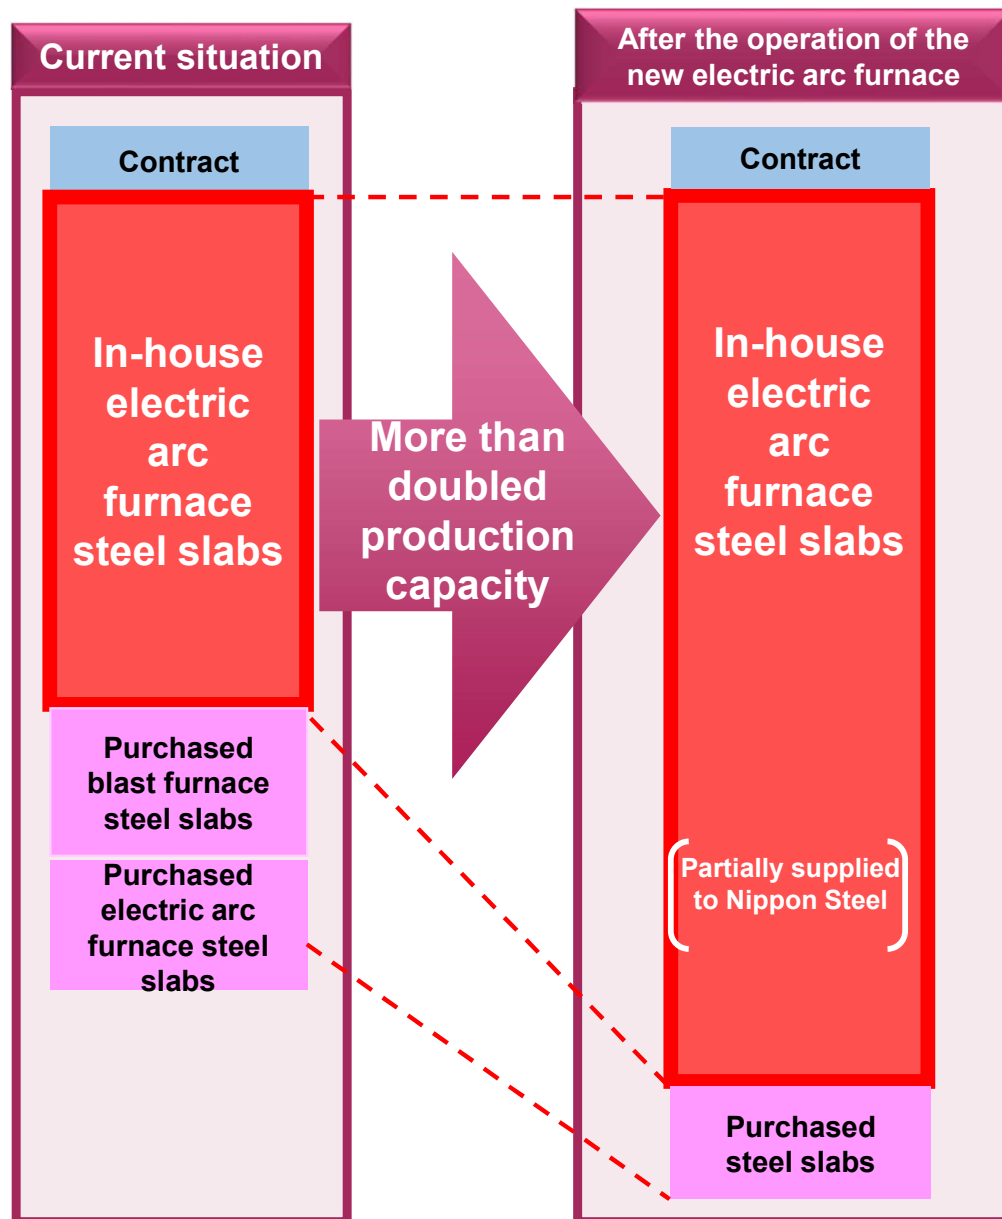 Current situation
Contract
In-house
electric
arc
furnace
steel slabs
Purchased
blast furnace
steel slabs
Purchased
electric arc
furnace steel
slabs
More than
doubled
production
capacity
After the operation of the
new electric arc furnace
Contract
In-house
electric
arc
furnace
steel slabs
Partially supplied
to Nippon Steel
Purchased
steel slabs